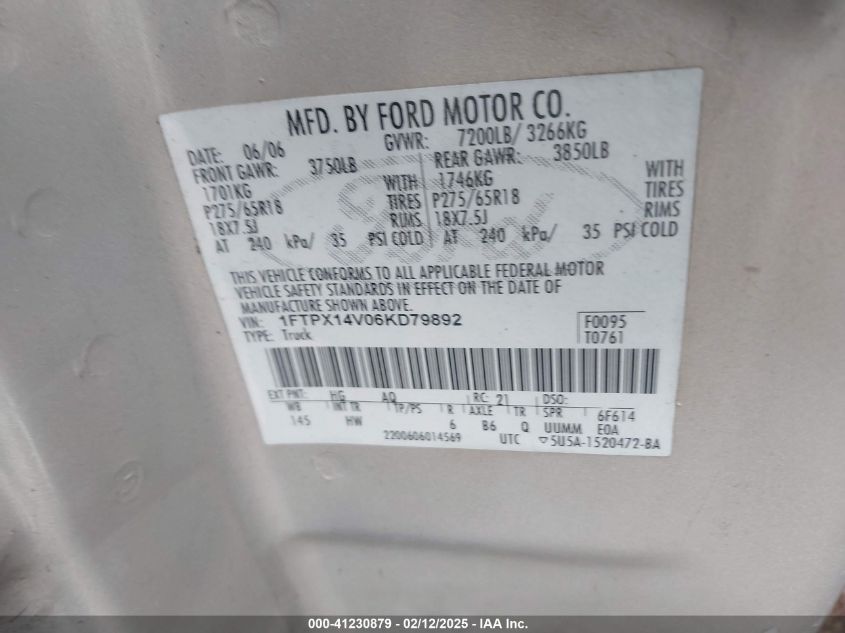 MFD. BY FORD MOTOR CO.
DATE: 06/06 GVWR: 7200LB/ 3266KG
FRONT GAWR: 3750LB REAR GAWR: 3850LB
1701KG WITH 1746KG WITH
P275/65R18 TIRES P275/65R18 TIRES
18X7.5J RIMS 18X7.5J RIMS
AT 240 kPa/ 35 PSI COLD AT 240 kPa/ 35 PSI COLD
THIS VEHICLE CONFORMS TO ALL APPLICABLE FEDERAL MOTOR
VEHICLE SAFETY STANDARDS IN EFFECT ON THE DATE OF
MANUFACTURE SHOWN ABOVE.
VIN: 1FTPX14V06KD79892 F0095
TYPE: Truck T0761
EXT PNT: HG AQ RC: 21 DSO:
WB INT TR TP/PS R AXLE TR SPR 6F614
145 HW 6 B6 Q UUMM E0A
2200606014569 UTC ▽5U5A-1520472-BA
000-41230879 - 02/12/2025 - IAA Inc.